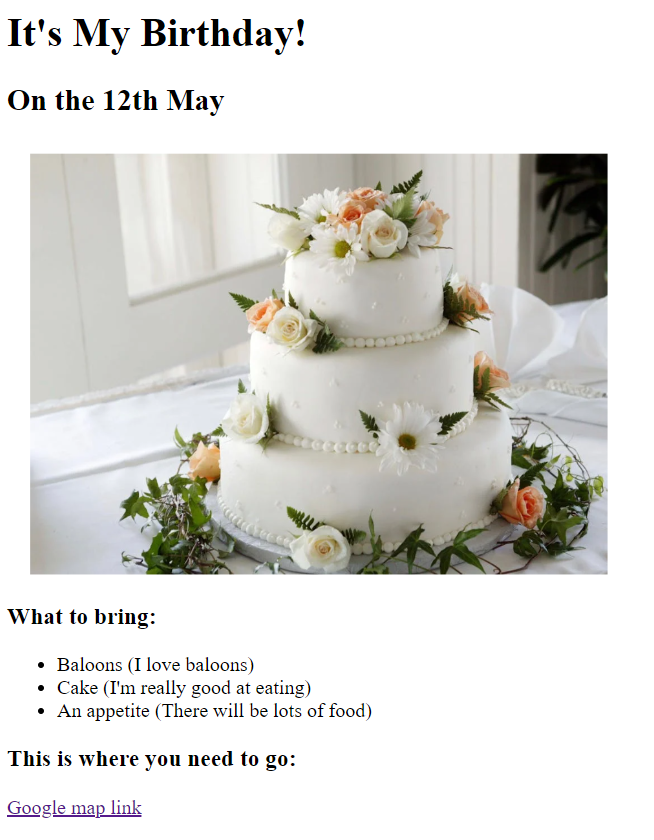 It's My Birthday!
On the 12th May
What to bring:
Baloons (I love baloons)
Cake (I'm really good at eating)
An appetite (There will be lots of food)
This is where you need to go:
Google map link